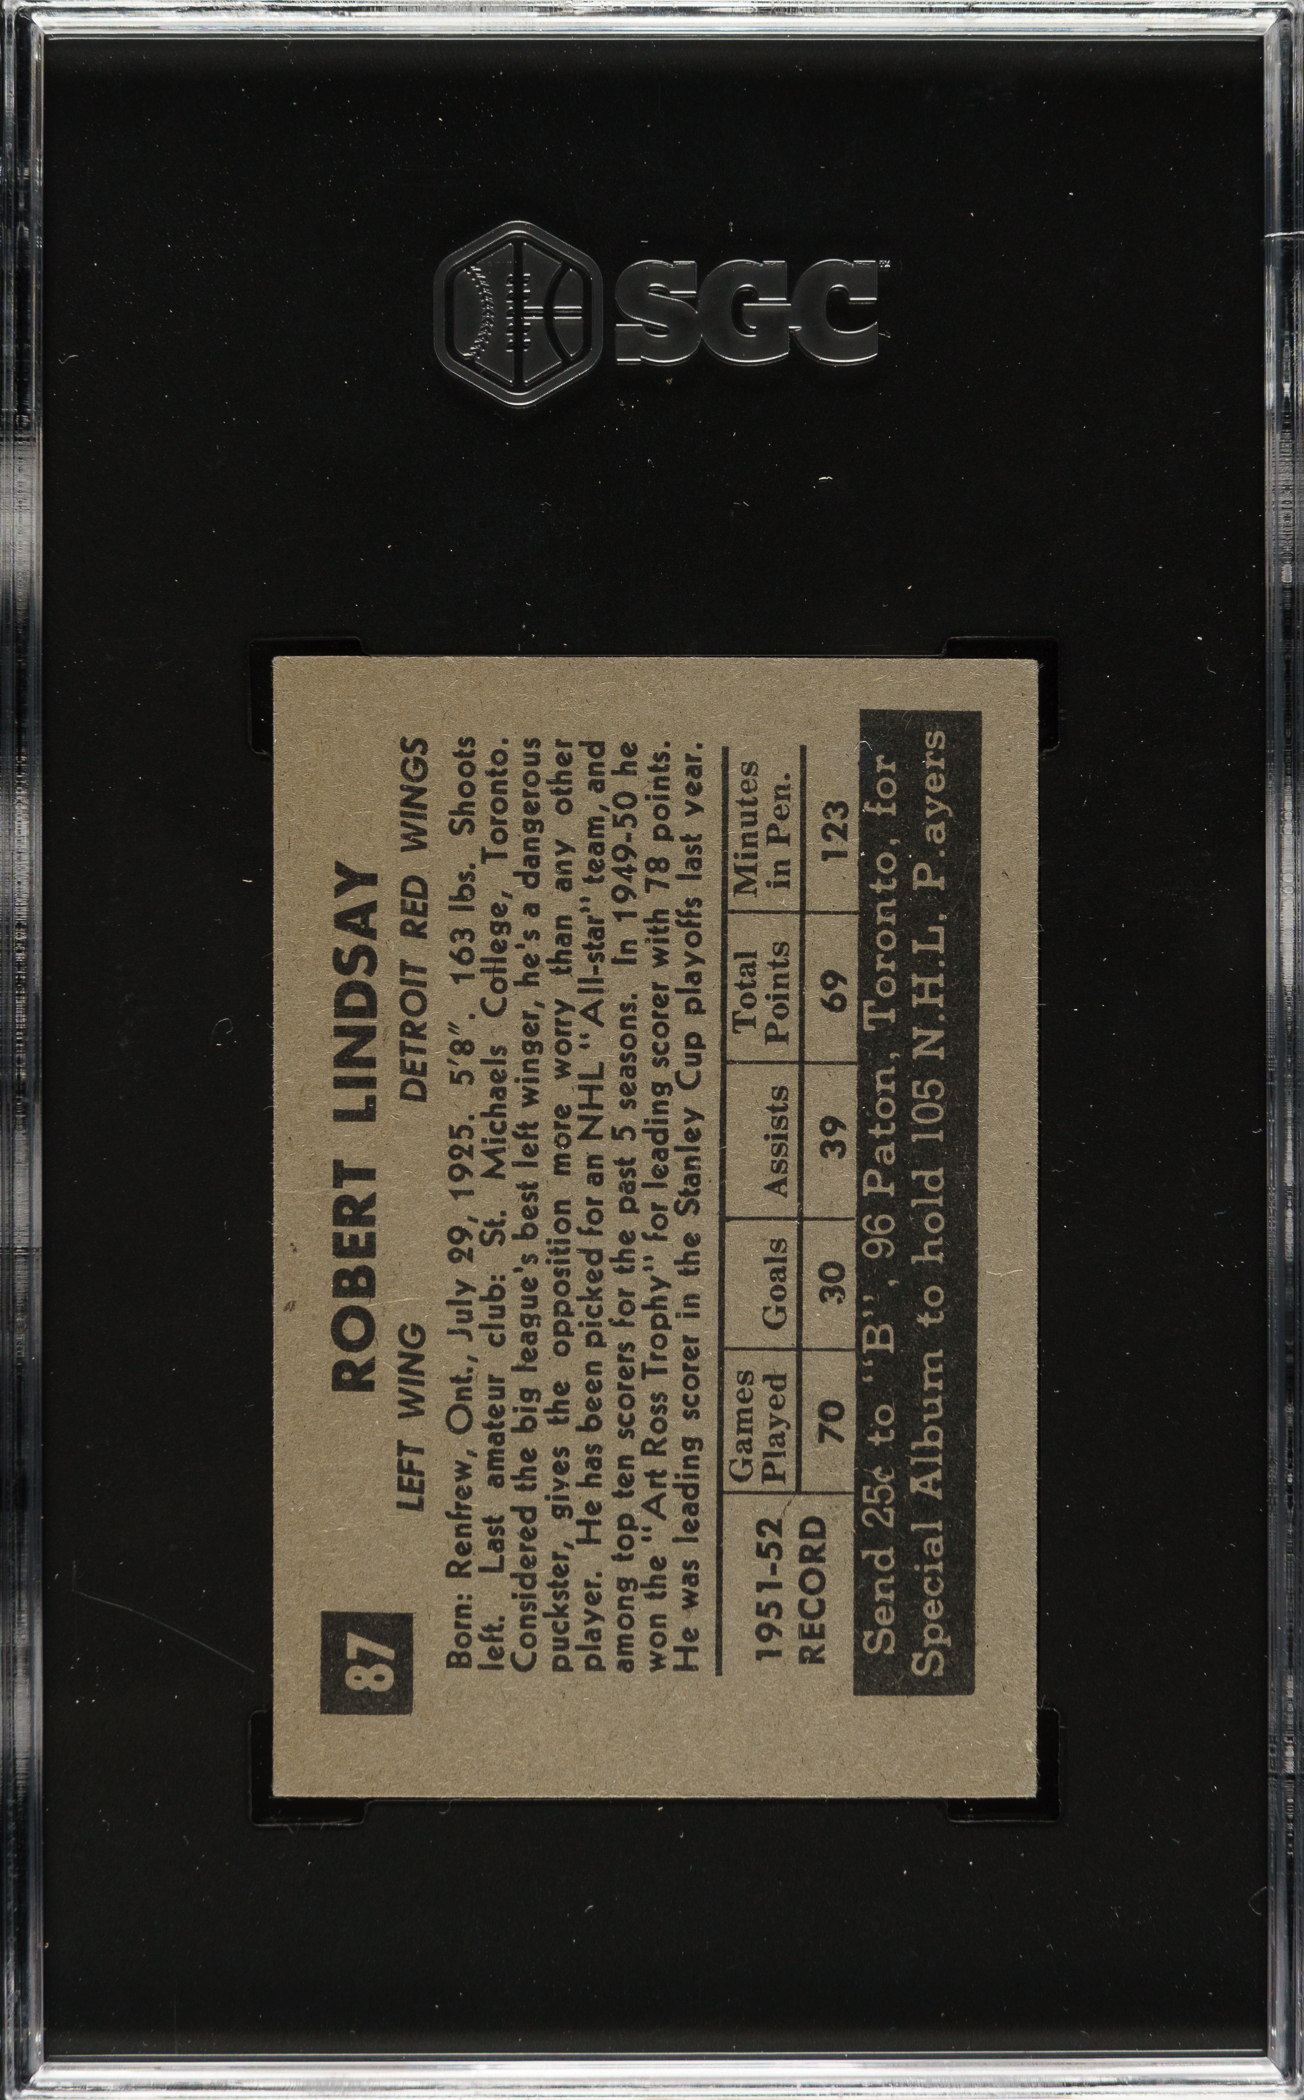 SGC
87
ROBERT LINDSAY
LEFT WING DETROIT RED WINGS
Born: Renfrew, Ont., July 29, 1925. 5'8". 163 lbs. Shoots
left. Last amateur club: St. Michaels College, Toronto.
Considered the big league's best left winger, he's a dangerous
puckster, gives the opposition more worry than any other
player. He has been picked for an NHL "All-star" team, and
among top ten scorers for the past 5 seasons. In 1949-50 he
won the "Art Ross Trophy" for leading scorer with 78 points.
He was leading scorer in the Stanley Cup playoffs last year.
1951-52 RECORD
Games Played Goals Assists Total Points Minutes in Pen.
70 30 39 69 123
Send 25¢ to "B", 96 Paton, Toronto, for
Special Album to hold 105 N.H.L. P.ayers